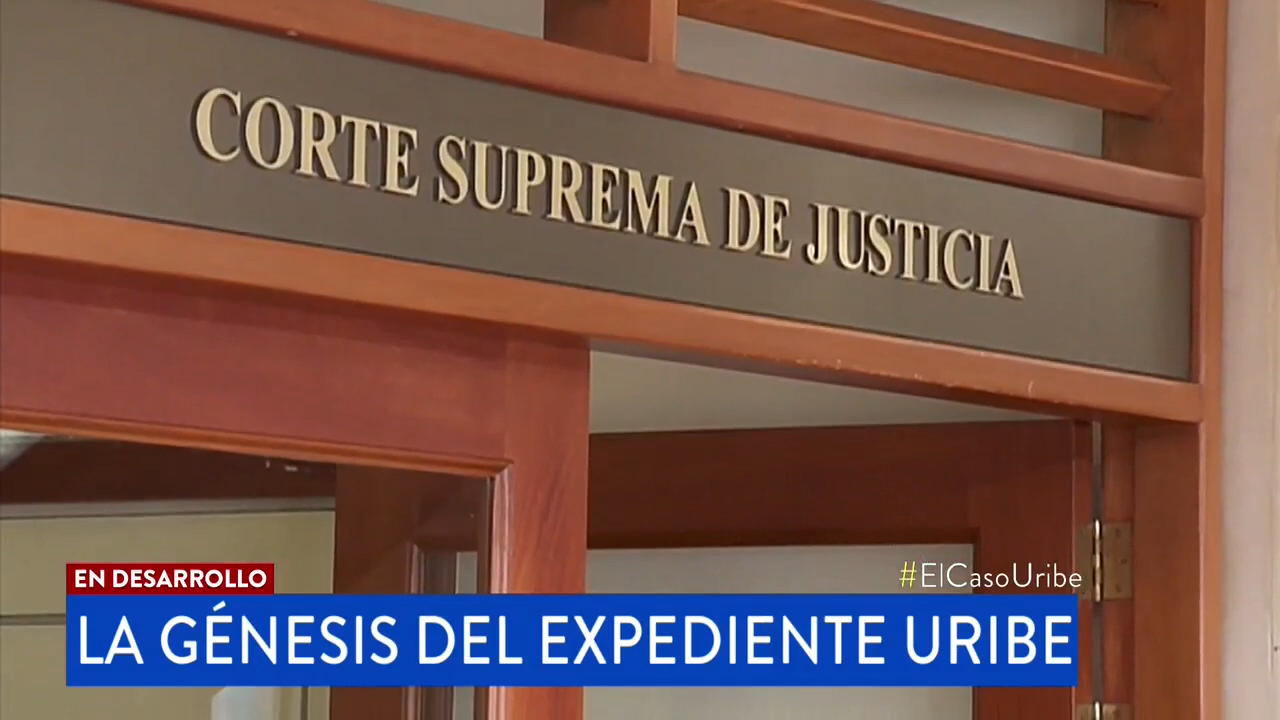 CORTE SUPREMA DE JUSTICIA
EN DESARROLLO
#ElCasoUribe
LA GÉNESIS DEL EXPEDIENTE URIBE